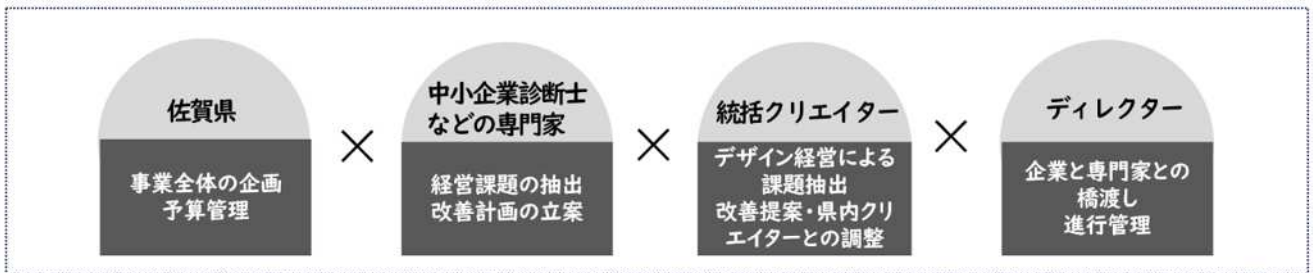 佐賀県
事業全体の企画
予算管理
×
中小企業診断士
などの専門家
経営課題の抽出
改善計画の立案
×
統括クリエイター
デザイン経営による
課題抽出
改善提案・県内クリ
エイターとの調整
×
ディレクター
企業と専門家との
橋渡し
進行管理